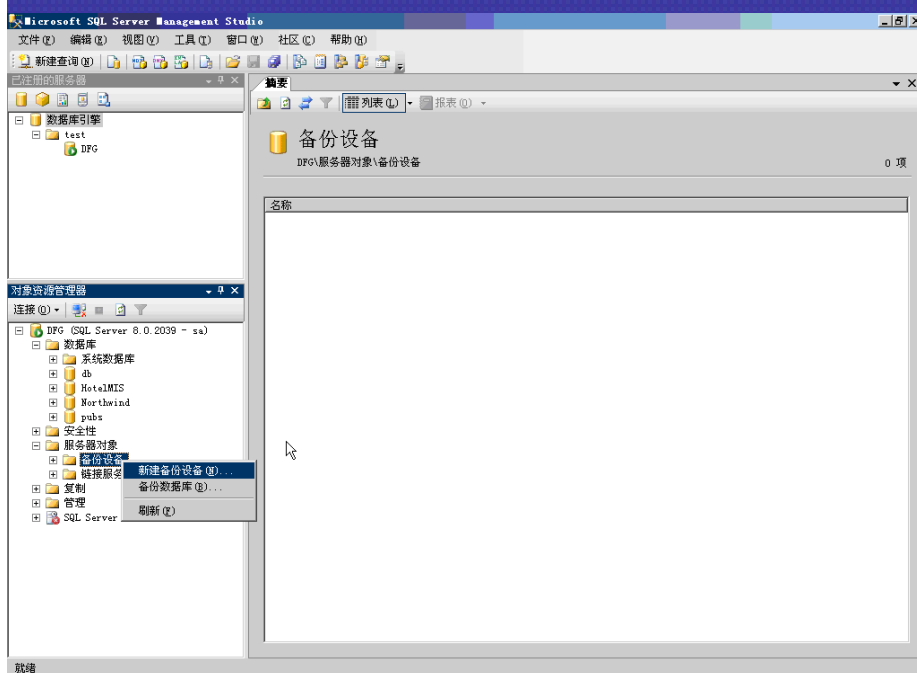 Microsoft SQL Server Management Studio
文件(F) 编辑(E) 视图(V) 工具(T) 窗口(W) 社区(C) 帮助(H)
新建查询(N)
已注册的服务器
数据库引擎
test
DFG
摘要
列表(L) 报表(O)
备份设备
DFG\服务器对象\备份设备
0 项
名称
对象资源管理器
连接(O)
DFG (SQL Server 8.0.2039 - sa)
数据库
系统数据库
db
HotelMIS
Northwind
pubs
安全性
服务器对象
备份设备
链接服务
复制
管理
SQL Server
新建备份设备(N)...
备份数据库(B)...
刷新(F)
就绪